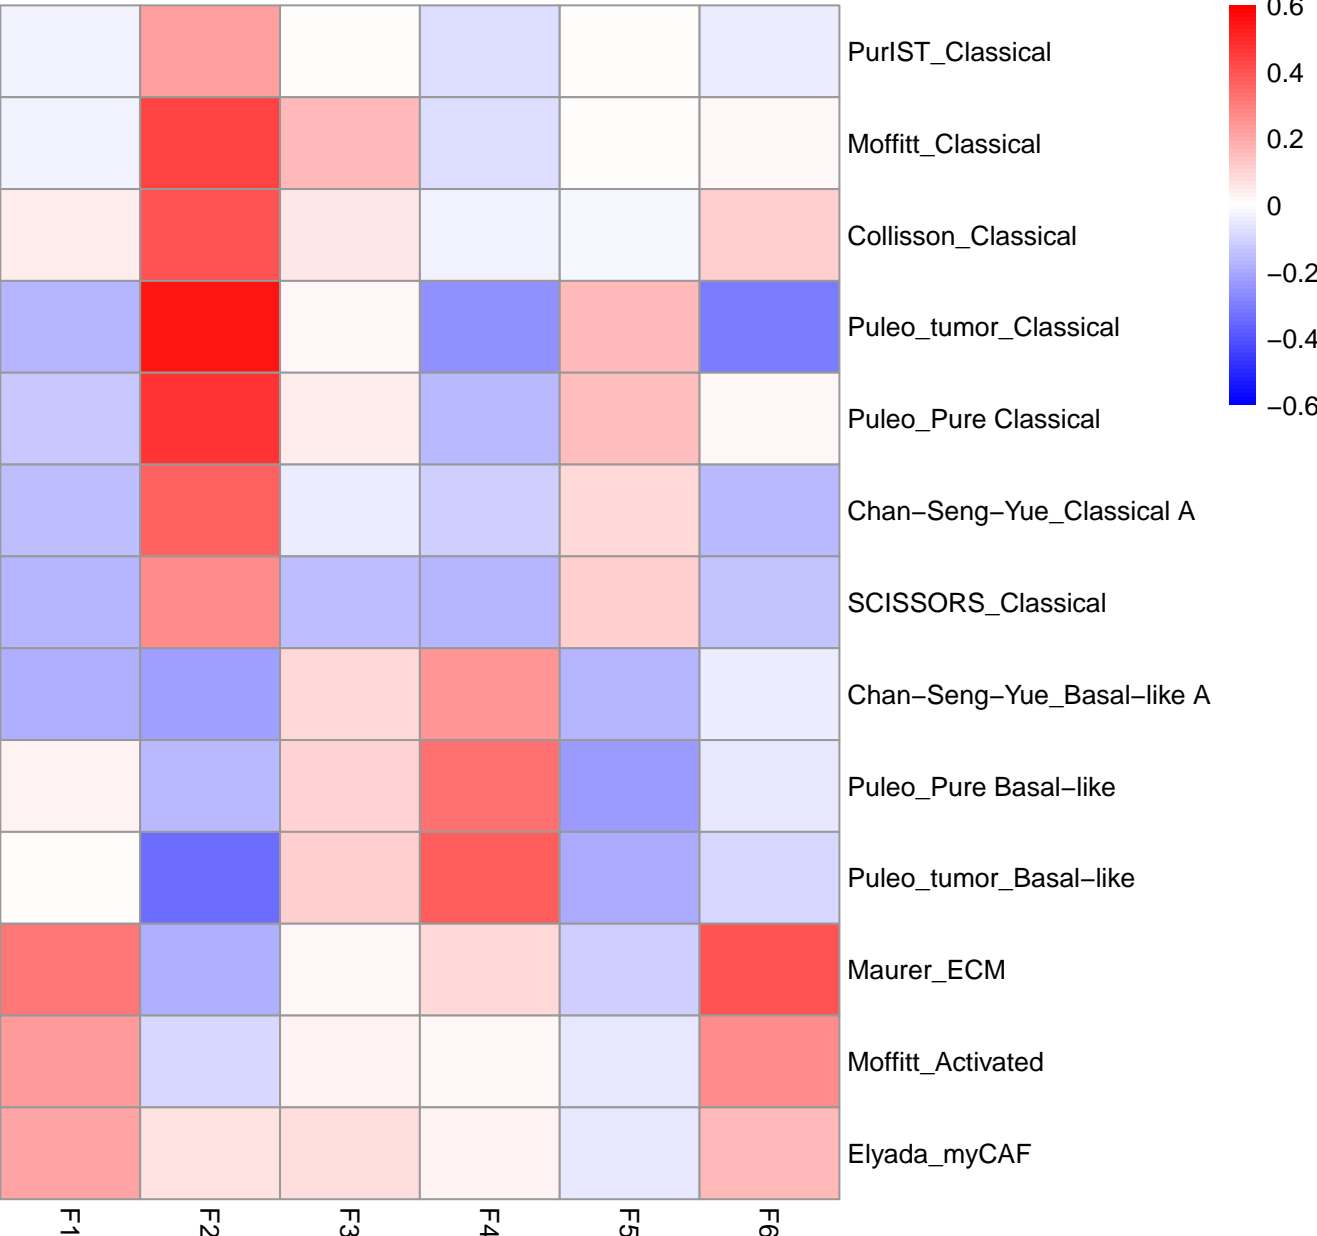 0.6
PurIST_Classical
0.4
0.2
Moffitt_Classical
0
Collisson_Classical
−0.2
Puleo_tumor_Classical
−0.4
−0.6
Puleo_Pure Classical
Chan−Seng−Yue_Classical A
SCISSORS_Classical
Chan−Seng−Yue_Basal−like A
Puleo_Pure Basal−like
Puleo_tumor_Basal−like
Maurer_ECM
Moffitt_Activated
Elyada_myCAF
F1
F2
F3
F4
F5
F6